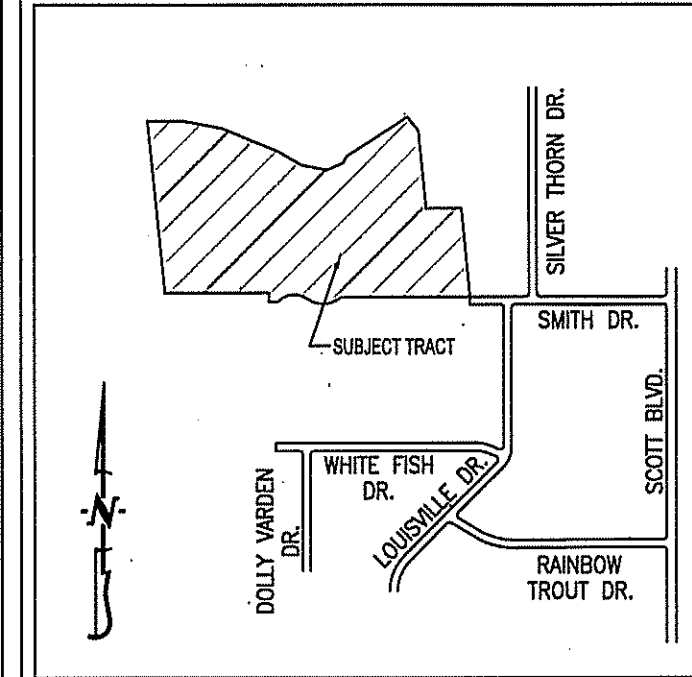 SILVER THORN DR.
SMITH DR.
SUBJECT TRACT
SCOTT BLVD.
WHITE FISH
DR.
DOLLY VARDEN
DR.
LOUISVILLE DR.
RAINBOW
TROUT DR.
N